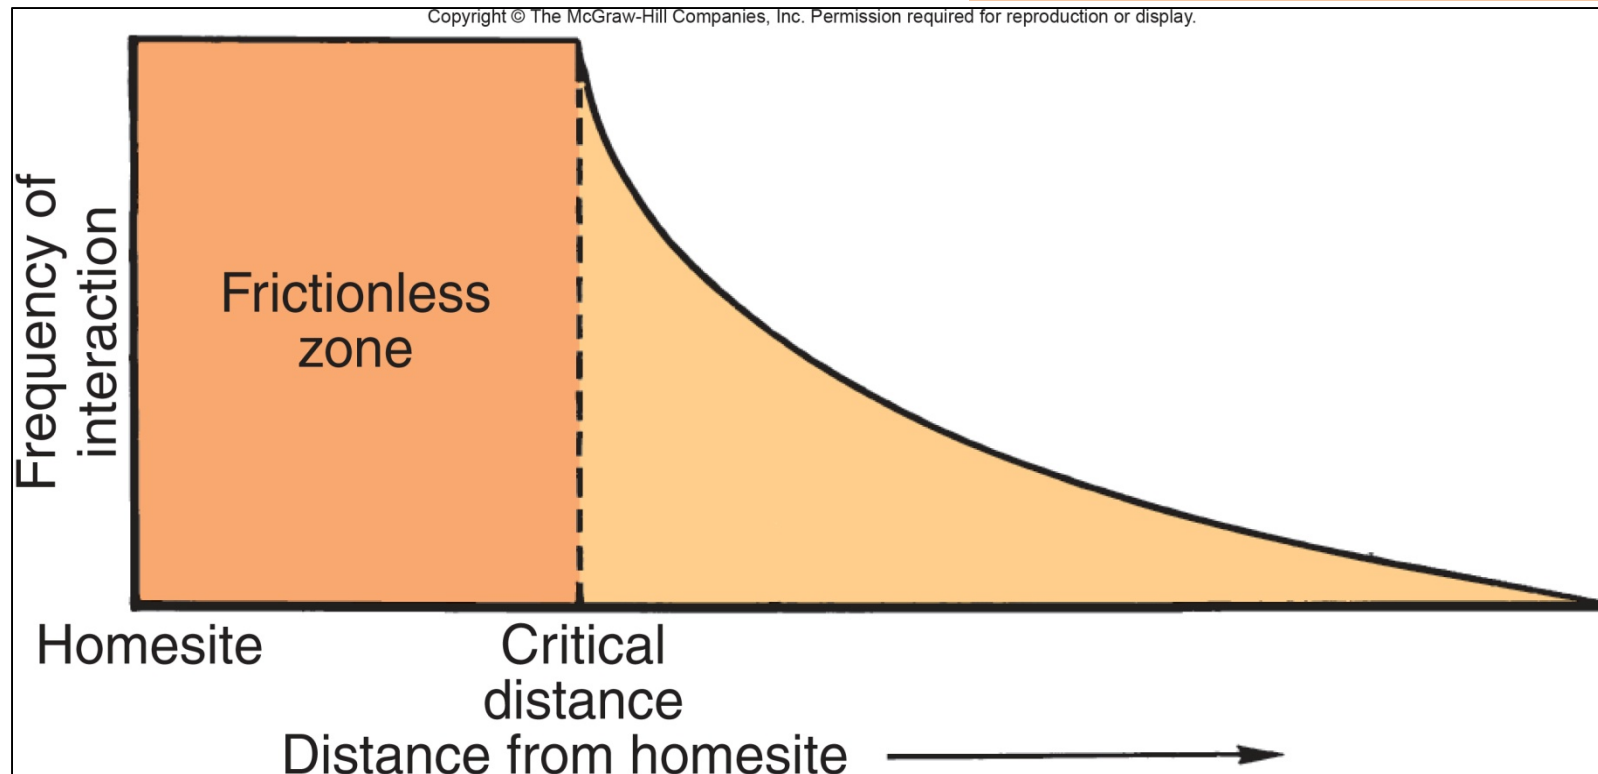 Copyright © The McGraw-Hill Companies, Inc. Permission required for reproduction or display.
Frequency of
interaction
Frictionless
zone
Homesite
Critical
distance
Distance from homesite